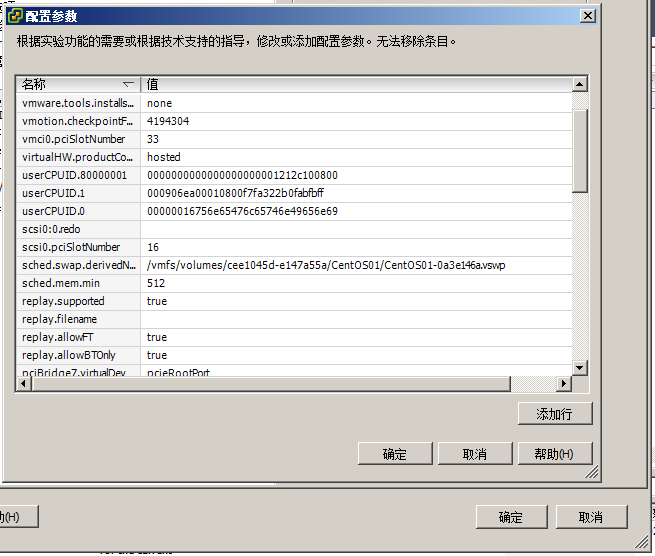 配置参数
根据实验功能的需要或根据技术支持的指导，修改或添加配置参数。无法移除条目。
名称 值
vmware.tools.installs... none
vmotion.checkpointF... 4194304
vmci0.pciSlotNumber 33
virtualHW.productCo... hosted
userCPUID.80000001 0000000000000000000001212c100800
userCPUID.1 000906ea00010800f7fa322b0fabfbff
userCPUID.0 00000016756e65476c65746e49656e69
scsi0:0.redo
scsi0.pciSlotNumber 16
sched.swap.derivedN... /vmfs/volumes/cee1045d-e147a55a/CentOS01/CentOS01-0a3e146a.vswp
sched.mem.min 512
replay.supported true
replay.filename
replay.allowFT true
replay.allowBTOnly true
pciBridge7.virtualDev pcieRootPort
添加行
确定 取消 帮助(H)
助(H) 确定 取消